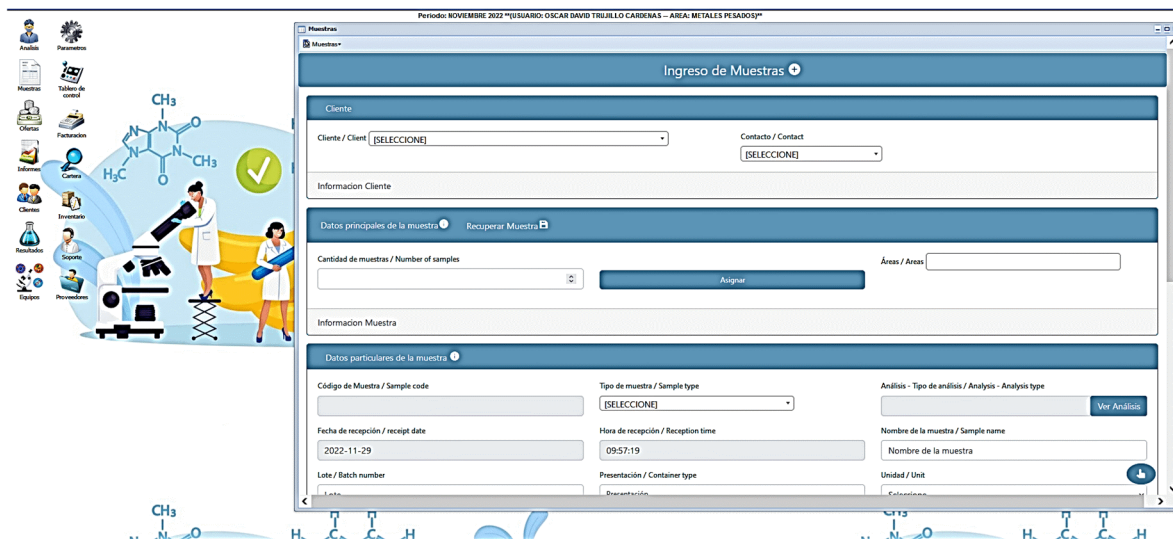 Periodo: NOVIEMBRE 2022 **(USUARIO: OSCAR DAVID TRUJILLO CARDENAS -- AREA: METALES PESADOS)**
Analisis
Parametros
Muestras
Tablero de
control
Ofertas
Facturacion
Informes
Cartera
Clientes
Inventario
Resultados
Soporte
Equipos
Proveedores
CH3
N
O
N
CH3
H3C
O
Muestras
Muestras
Ingreso de Muestras
Cliente
Cliente / Client [SELECCIONE]
Contacto / Contact
[SELECCIONE]
Informacion Cliente
Datos principales de la muestra Recuperar Muestra
Cantidad de muestras / Number of samples
Asignar
Áreas / Areas
Informacion Muestra
Datos particulares de la muestra
Código de Muestra / Sample code
Tipo de muestra / Sample type
[SELECCIONE]
Análisis - Tipo de análisis / Analysis - Analysis type
Ver Análisis
Fecha de recepción / receipt date
2022-11-29
Hora de recepción / Reception time
09:57:19
Nombre de la muestra / Sample name
Nombre de la muestra
Lote / Batch number
Lote
Presentación / Container type
Presentación
Unidad / Unit
Seleccione
CH3
H H
N O H C C H
CH3
H H
N O H C C H